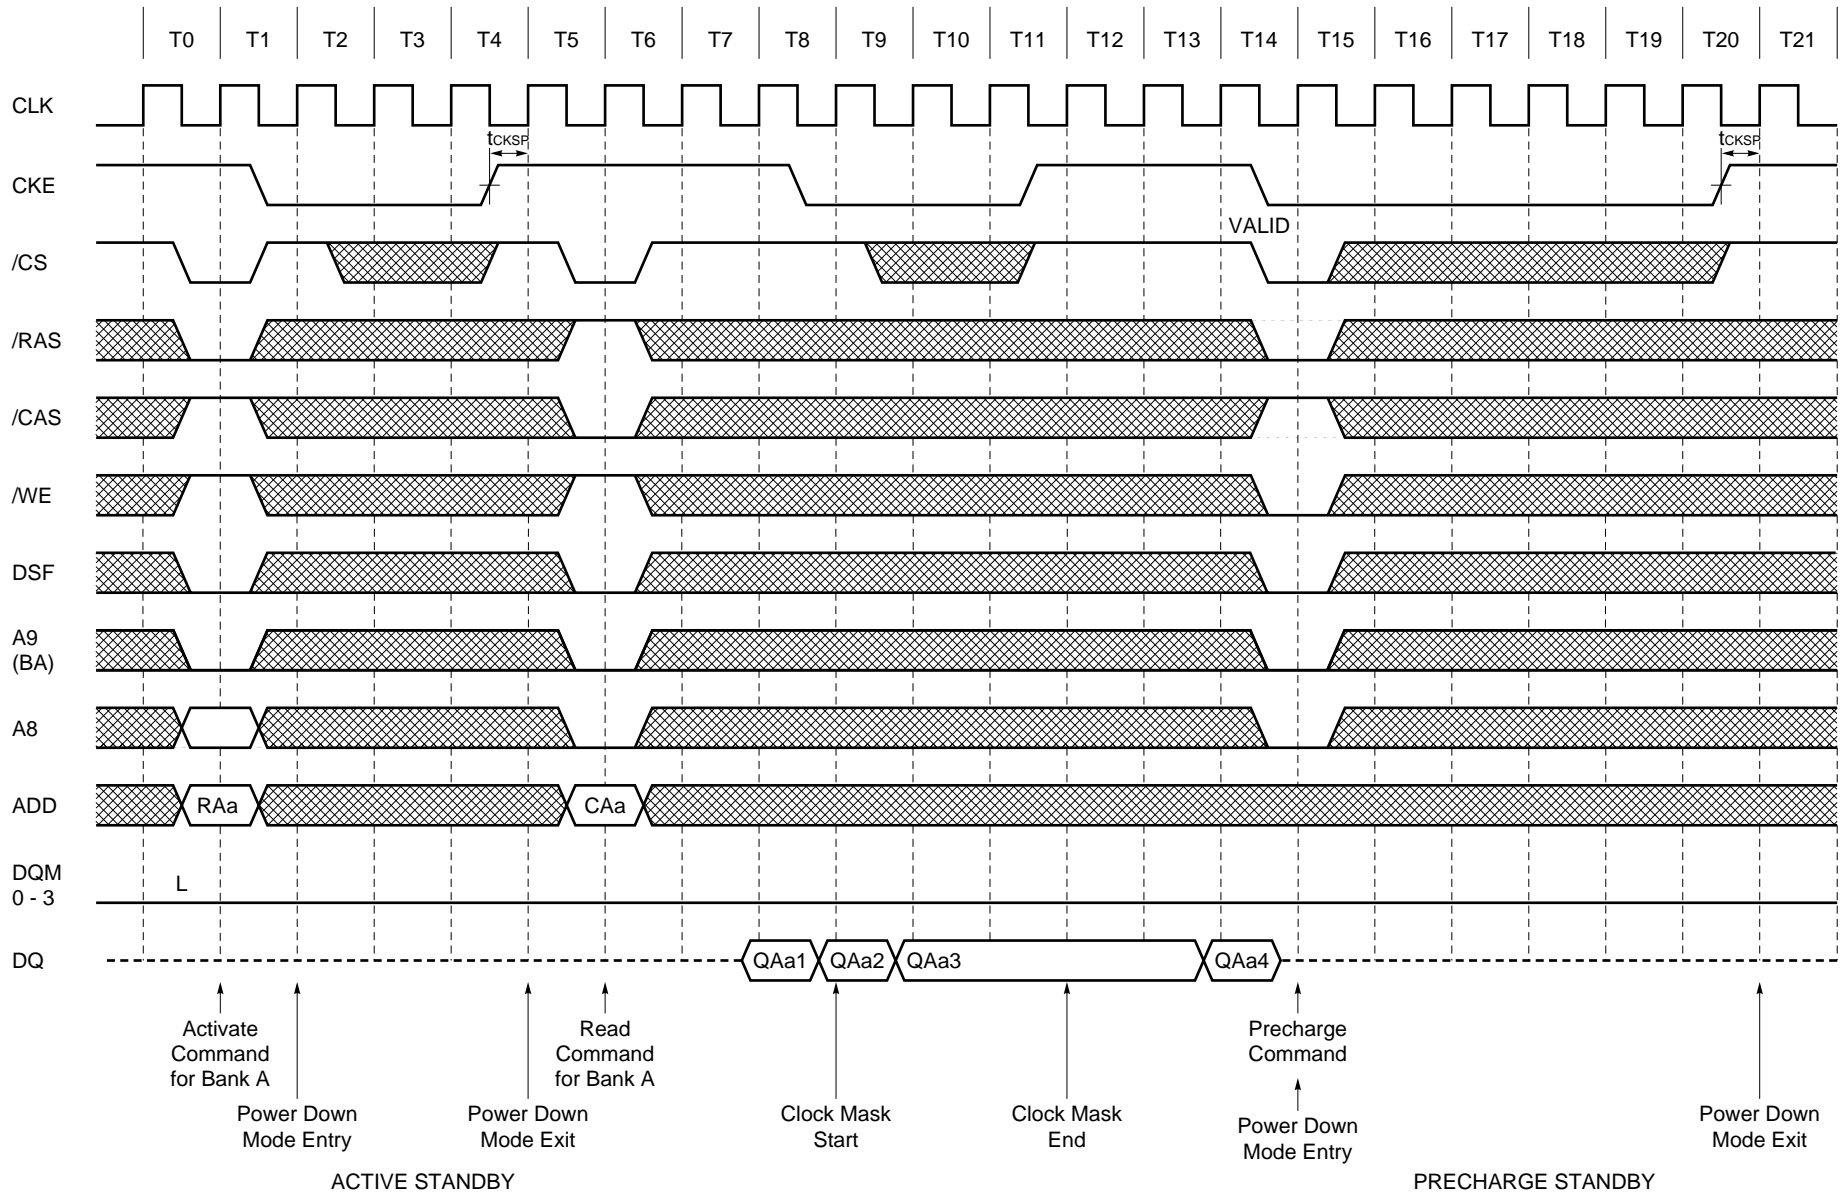 T0 T1 T2 T3 T4 T5 T6 T7 T8 T9 T10 T11 T12 T13 T14 T15 T16 T17 T18 T19 T20 T21
CLK
tCKSP tCKSP
CKE
VALID
/CS
/RAS
/CAS
/WE
DSF
A9
(BA)
A8
ADD RAa CAa
DQM
0 - 3
L
DQ QAa1 QAa2 QAa3 QAa4
Activate
Command
for Bank A
Power Down
Mode Entry
Power Down
Mode Exit
Read
Command
for Bank A
Clock Mask
Start
Clock Mask
End
Precharge
Command
Power Down
Mode Entry
Power Down
Mode Exit
ACTIVE STANDBY
PRECHARGE STANDBY